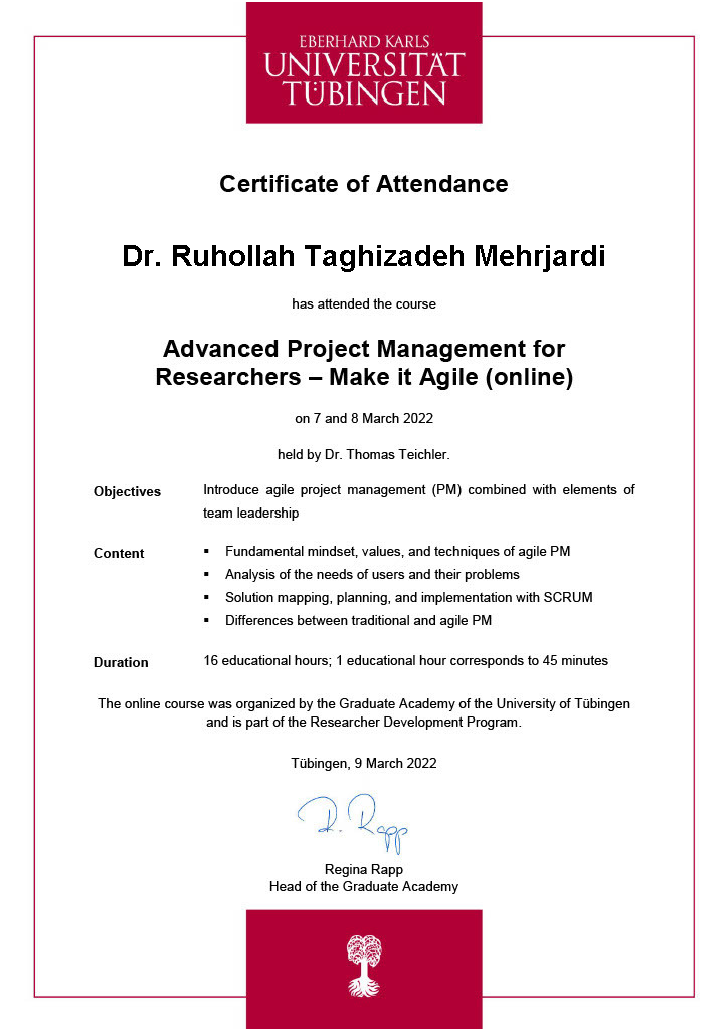 EBERHARD KARLS
UNIVERSITÄT
TÜBINGEN
Certificate of Attendance
Dr. Ruhollah Taghizadeh Mehrjardi
has attended the course
Advanced Project Management for
Researchers – Make it Agile (online)
on 7 and 8 March 2022
held by Dr. Thomas Teichler.
Objectives Introduce agile project management (PM) combined with elements of
team leadership
Content ▪ Fundamental mindset, values, and techniques of agile PM
▪ Analysis of the needs of users and their problems
▪ Solution mapping, planning, and implementation with SCRUM
▪ Differences between traditional and agile PM
Duration 16 educational hours; 1 educational hour corresponds to 45 minutes
The online course was organized by the Graduate Academy of the University of Tübingen
and is part of the Researcher Development Program.
Tübingen, 9 March 2022
R. Rapp
Regina Rapp
Head of the Graduate Academy